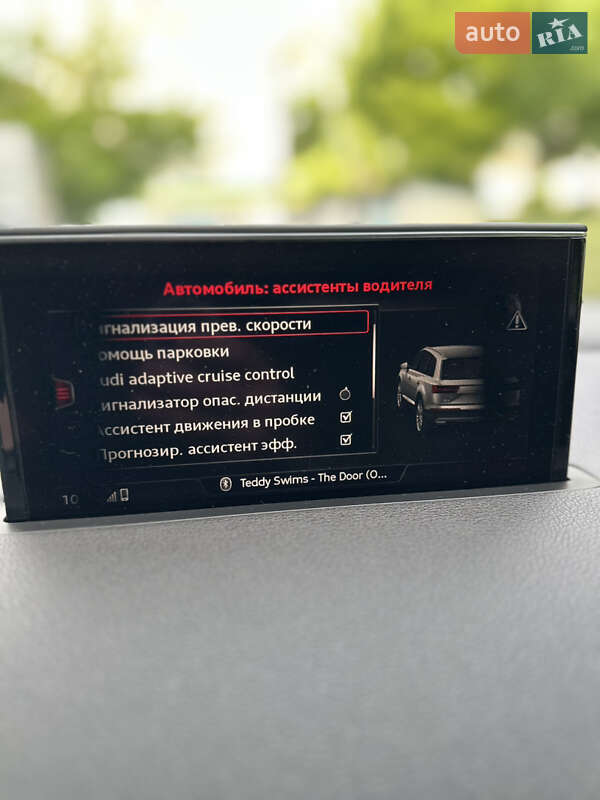 auto RIA .com
Автомобиль: ассистенты водителя
игнализация прев. скорости
омощь парковки
udi adaptive cruise control
игнализатор опас. дистанции
Ассистент движения в пробке
Прогнозир. ассистент эфф.
10
Teddy Swims - The Door (O...